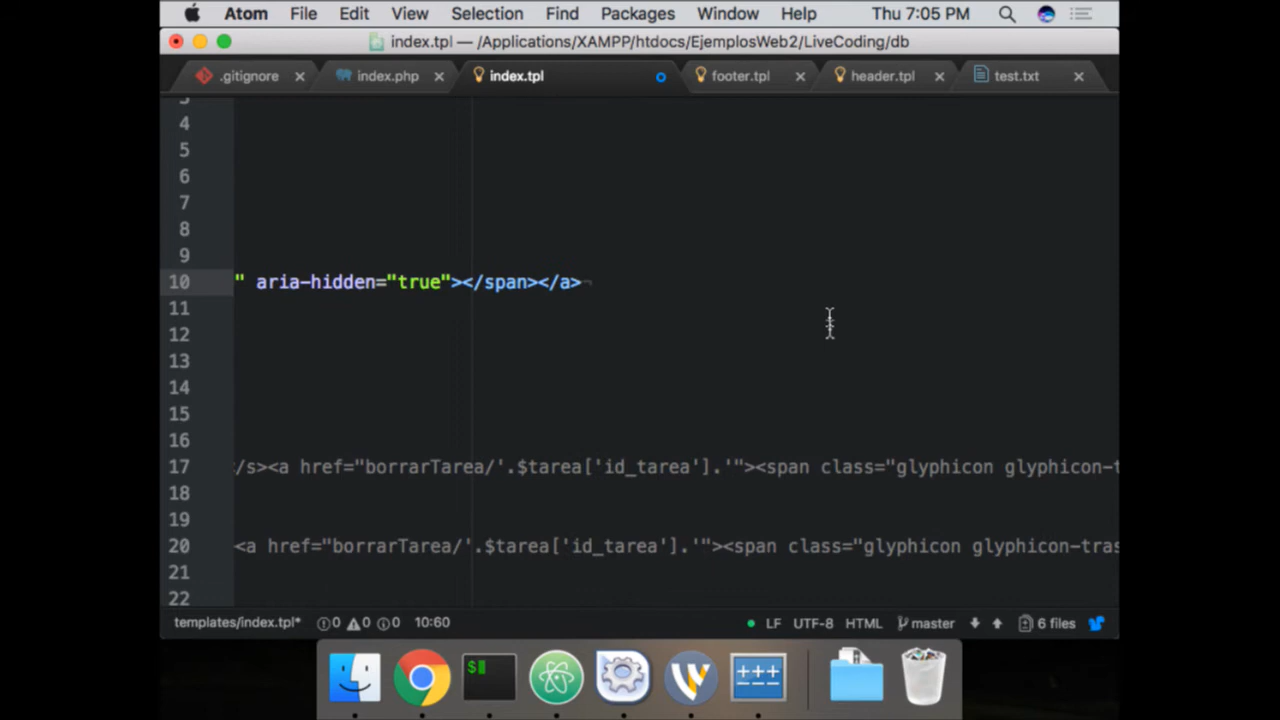 Atom File Edit View Selection Find Packages Window Help Thu 7:05 PM
index.tpl — /Applications/XAMPP/htdocs/EjemplosWeb2/LiveCoding/db
.gitignore index.php index.tpl footer.tpl header.tpl test.txt
4
5
6
7
8
9
10 " aria-hidden="true"></span></a>¬
11
12
13
14
15
16
17 /s><a href="borrarTarea/'.$tarea['id_tarea'].'"><span class="glyphicon glyphicon-t
18
19
20 <a href="borrarTarea/'.$tarea['id_tarea'].'"><span class="glyphicon glyphicon-tras
21
22
templates/index.tpl* 0 0 0 10:60 LF UTF-8 HTML master 6 files
$
+++